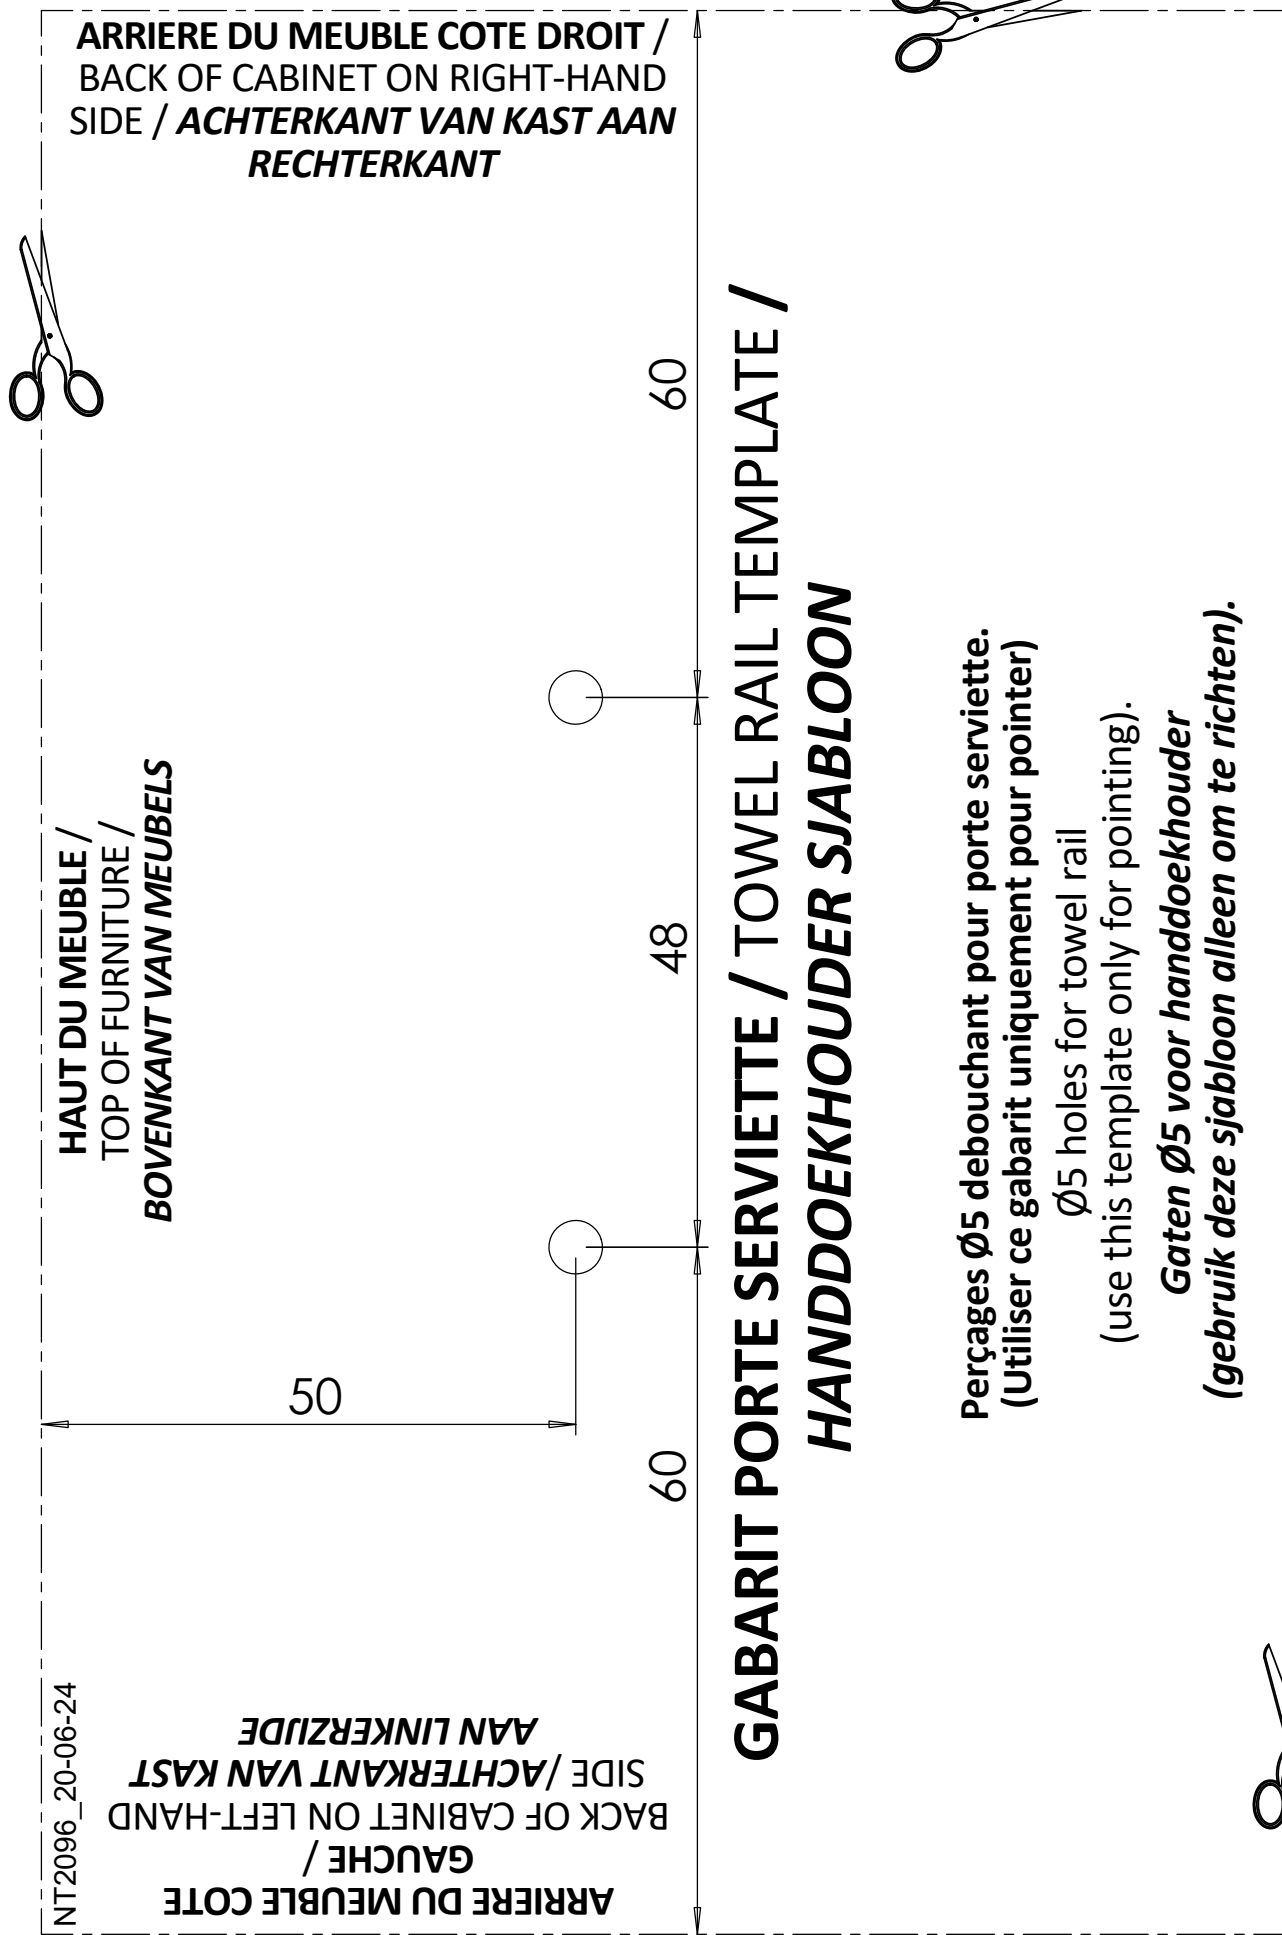 ARRIERE DU MEUBLE COTE DROIT /
BACK OF CABINET ON RIGHT-HAND
SIDE / ACHTERKANT VAN KAST AAN
RECHTERKANT
HAUT DU MEUBLE /
TOP OF FURNITURE /
BOVENKANT VAN MEUBELS
60
48
50
60
GABARIT PORTE SERVIETTE / TOWEL RAIL TEMPLATE /
HANDDOEKHOUDER SJABLOON
Perçages Ø5 debouchant pour porte serviette.
(Utiliser ce gabarit uniquement pour pointer)
Ø5 holes for towel rail
(use this template only for pointing).
Gaten Ø5 voor handdoekhouder
(gebruik deze sjabloon alleen om te richten).
NT2096_20-06-24
ARRIERE DU MEUBLE COTE
GAUCHE /
BACK OF CABINET ON LEFT-HAND
SIDE /ACHTERKANT VAN KAST
AAN LINKERZIJDE